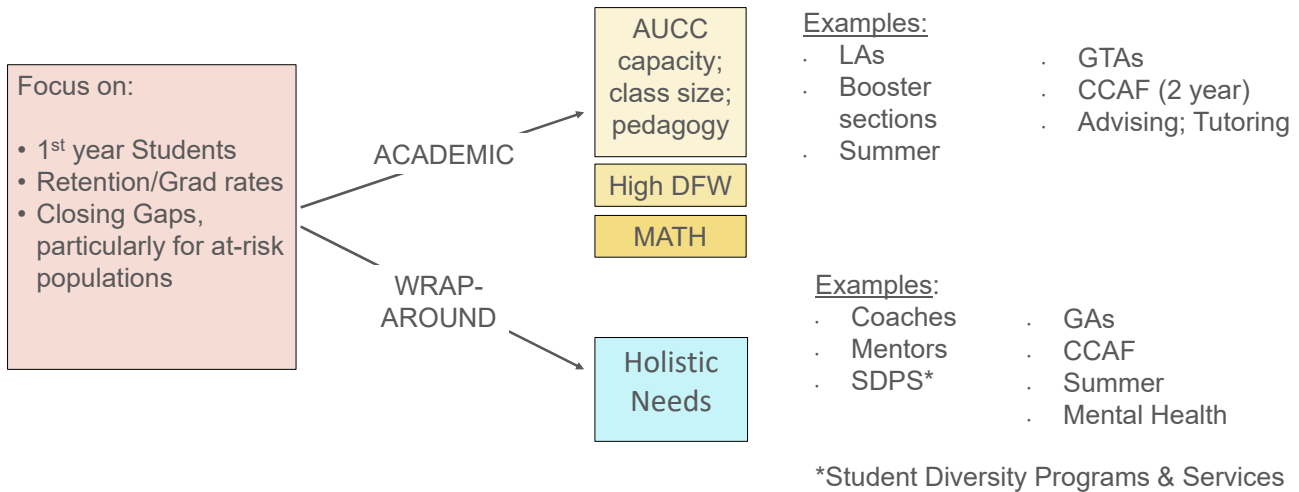 Focus on:
• 1st year Students
• Retention/Grad rates
• Closing Gaps,
particularly for at-risk
populations
ACADEMIC
WRAP-
AROUND
AUCC
capacity;
class size;
pedagogy
High DFW
MATH
Holistic
Needs
Examples:
· LAs
· Booster
sections
· Summer
· GTAs
· CCAF (2 year)
· Advising; Tutoring
Examples:
· Coaches
· Mentors
· SDPS*
· GAs
· CCAF
· Summer
· Mental Health
*Student Diversity Programs & Services